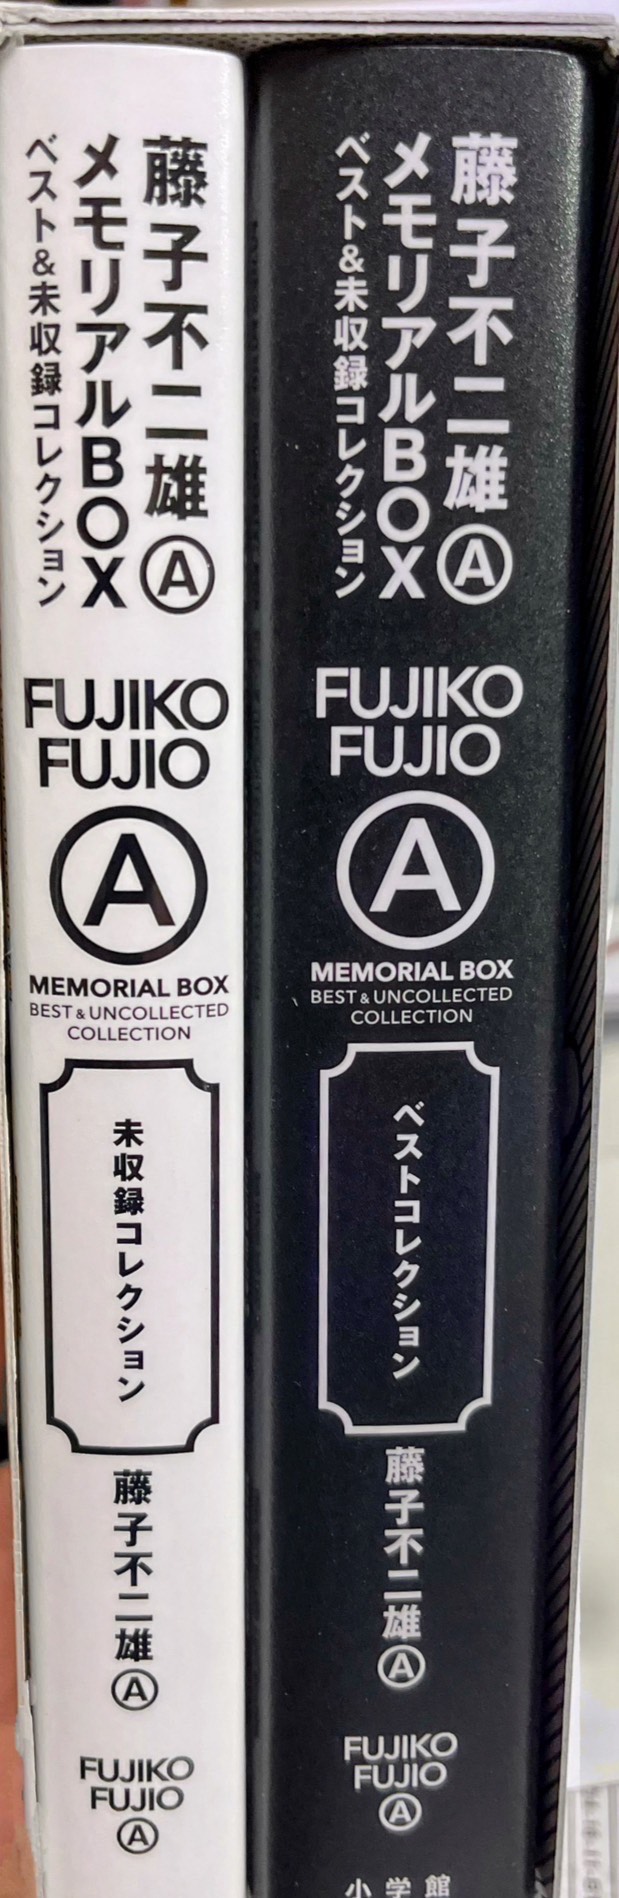 藤子不二雄Ⓐ
メモリアルBOX
ベスト&未収録コレクション
FUJIKO
FUJIO
Ⓐ
MEMORIAL BOX
BEST & UNCOLLECTED
COLLECTION
未収録コレクション
藤子不二雄Ⓐ
FUJIKO
FUJIO
Ⓐ
藤子不二雄Ⓐ
メモリアルBOX
ベスト&未収録コレクション
FUJIKO
FUJIO
Ⓐ
MEMORIAL BOX
BEST & UNCOLLECTED
COLLECTION
ベストコレクション
藤子不二雄Ⓐ
FUJIKO
FUJIO
Ⓐ
小学館